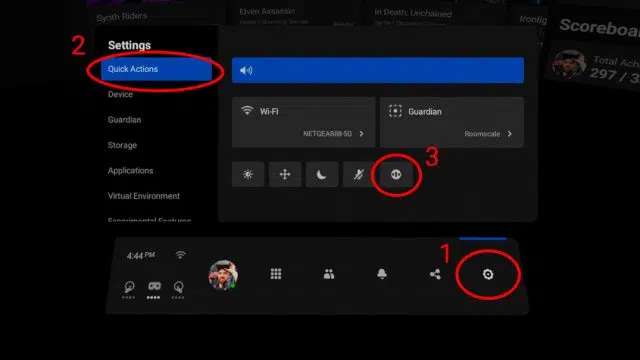 Synth Riders
Elven Assassin
In Death: Unchained
Ironlig
Scoreboa
Total Ach
297 / 3
2
Settings
Quick Actions
Device
Guardian
Storage
Applications
Virtual Environment
Experimental Features
Wi-Fi
NETGEAR88-5G
Guardian
Roomscale
3
1
4:44 PM